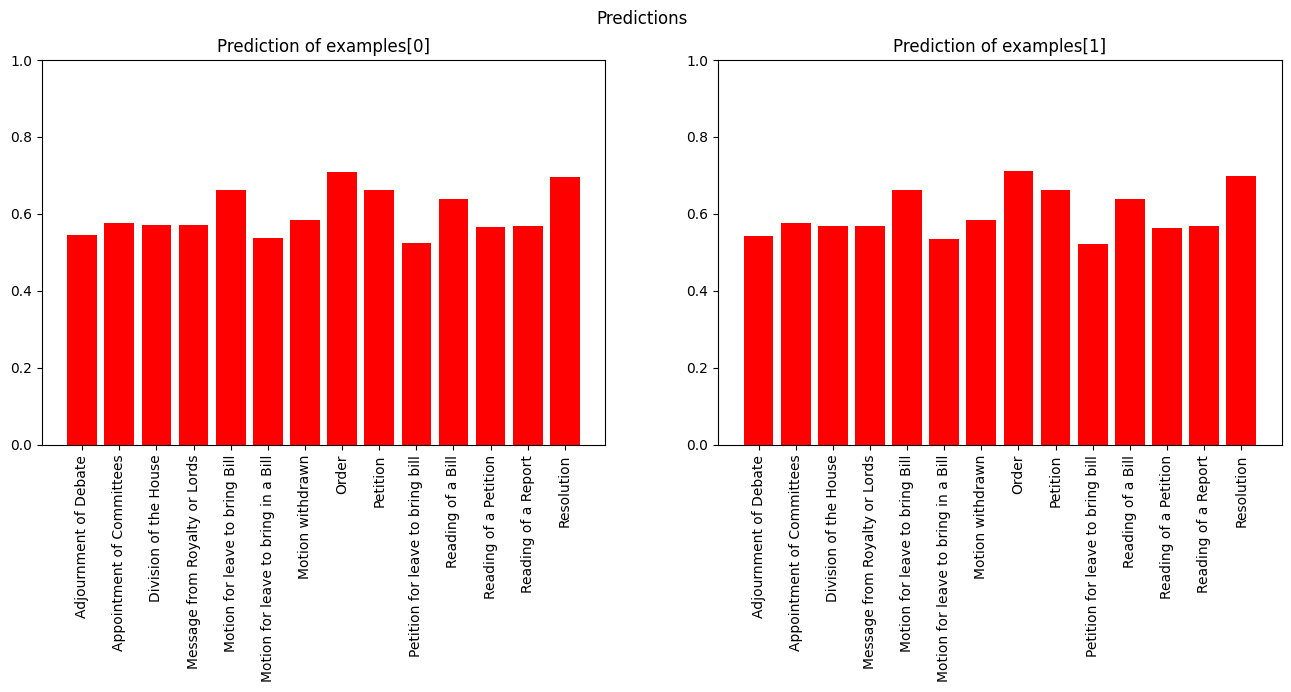 Predictions
Prediction of examples[0]
1.0
0.8
0.6
0.4
0.2
0.0
Adjournment of Debate
Appointment of Committees
Division of the House
Message from Royalty or Lords
Motion for leave to bring Bill
Motion for leave to bring in a Bill
Motion withdrawn
Order
Petition
Petition for leave to bring bill
Reading of a Bill
Reading of a Petition
Reading of a Report
Resolution
Prediction of examples[1]
1.0
0.8
0.6
0.4
0.2
0.0
Adjournment of Debate
Appointment of Committees
Division of the House
Message from Royalty or Lords
Motion for leave to bring Bill
Motion for leave to bring in a Bill
Motion withdrawn
Order
Petition
Petition for leave to bring bill
Reading of a Bill
Reading of a Petition
Reading of a Report
Resolution